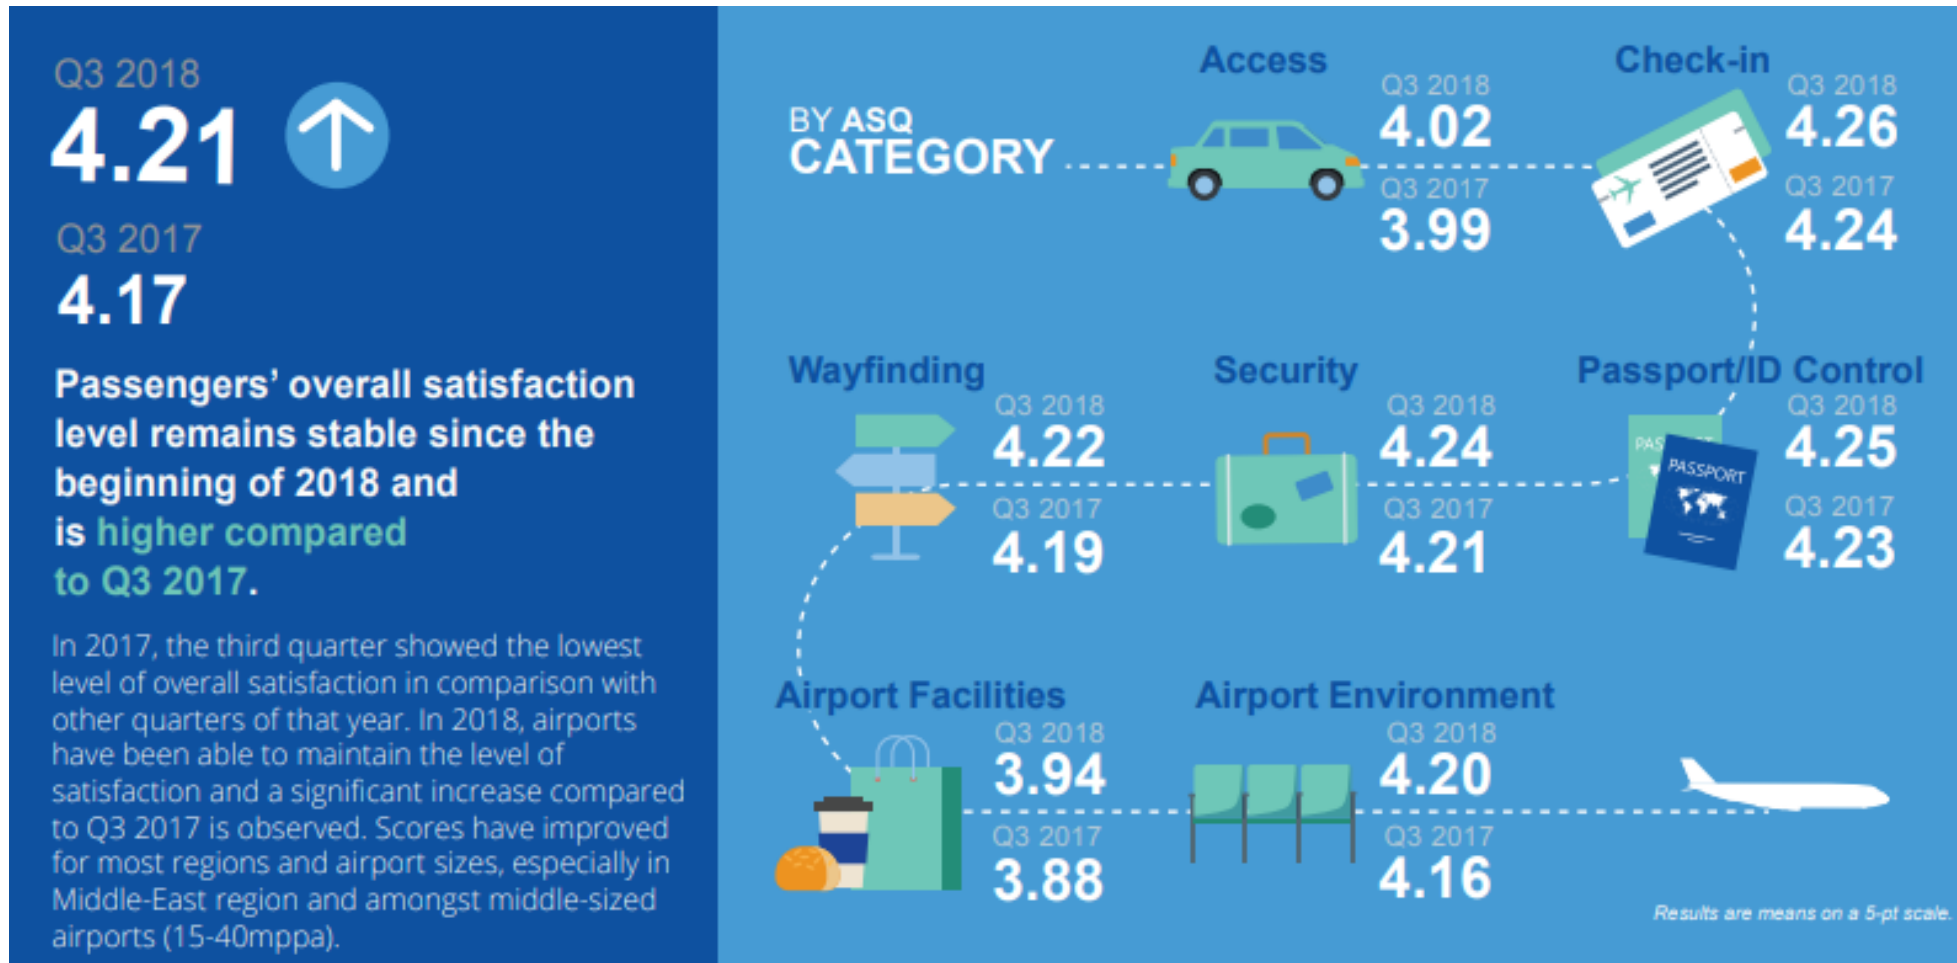 Q3 2018
4.21
Q3 2017
4.17
Passengers’ overall satisfaction
level remains stable since the
beginning of 2018 and
is higher compared
to Q3 2017.
In 2017, the third quarter showed the lowest
level of overall satisfaction in comparison with
other quarters of that year. In 2018, airports
have been able to maintain the level of
satisfaction and a significant increase compared
to Q3 2017 is observed. Scores have improved
for most regions and airport sizes, especially in
Middle-East region and amongst middle-sized
airports (15-40mppa).
BY ASQ
CATEGORY
Access
Q3 2018
4.02
Q3 2017
3.99
Check-in
Q3 2018
4.26
Q3 2017
4.24
Wayfinding
Q3 2018
4.22
Q3 2017
4.19
Security
Q3 2018
4.24
Q3 2017
4.21
Passport/ID Control
PASSPORT
Q3 2018
4.25
Q3 2017
4.23
Airport Facilities
Q3 2018
3.94
Q3 2017
3.88
Airport Environment
Q3 2018
4.20
Q3 2017
4.16
Results are means on a 5-pt scale.